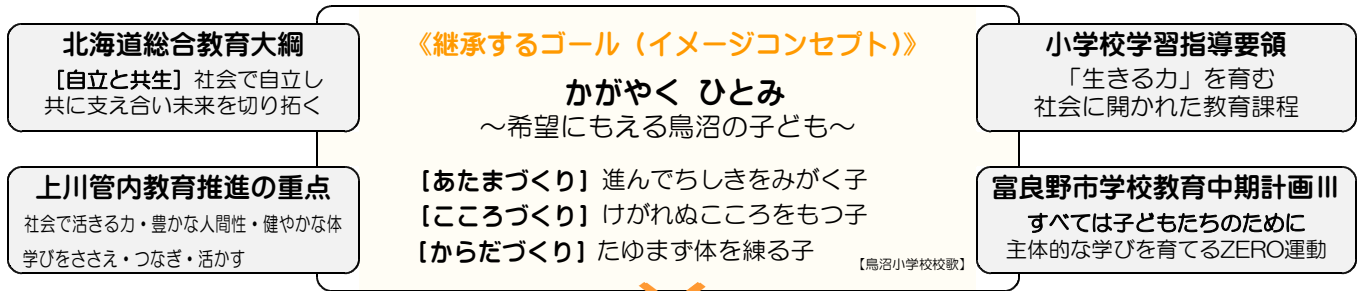 北海道総合教育大綱
[自立と共生] 社会で自立し
共に支え合い未来を切り拓く
上川管内教育推進の重点
社会で活きる力・豊かな人間性・健やかな体
学びをささえ・つなぎ・活かす
《継承するゴール（イメージコンセプト）》
かがやく ひとみ
～希望にもえる鳥沼の子ども～
[あたまづくり] 進んでちしきをみがく子
[こころづくり] けがれぬこころをもつ子
[からだづくり] たゆまず体を練る子
【鳥沼小学校校歌】
小学校学習指導要領
「生きる力」を育む
社会に開かれた教育課程
富良野市学校教育中期計画Ⅲ
すべては子どもたちのために
主体的な学びを育てるZERO運動